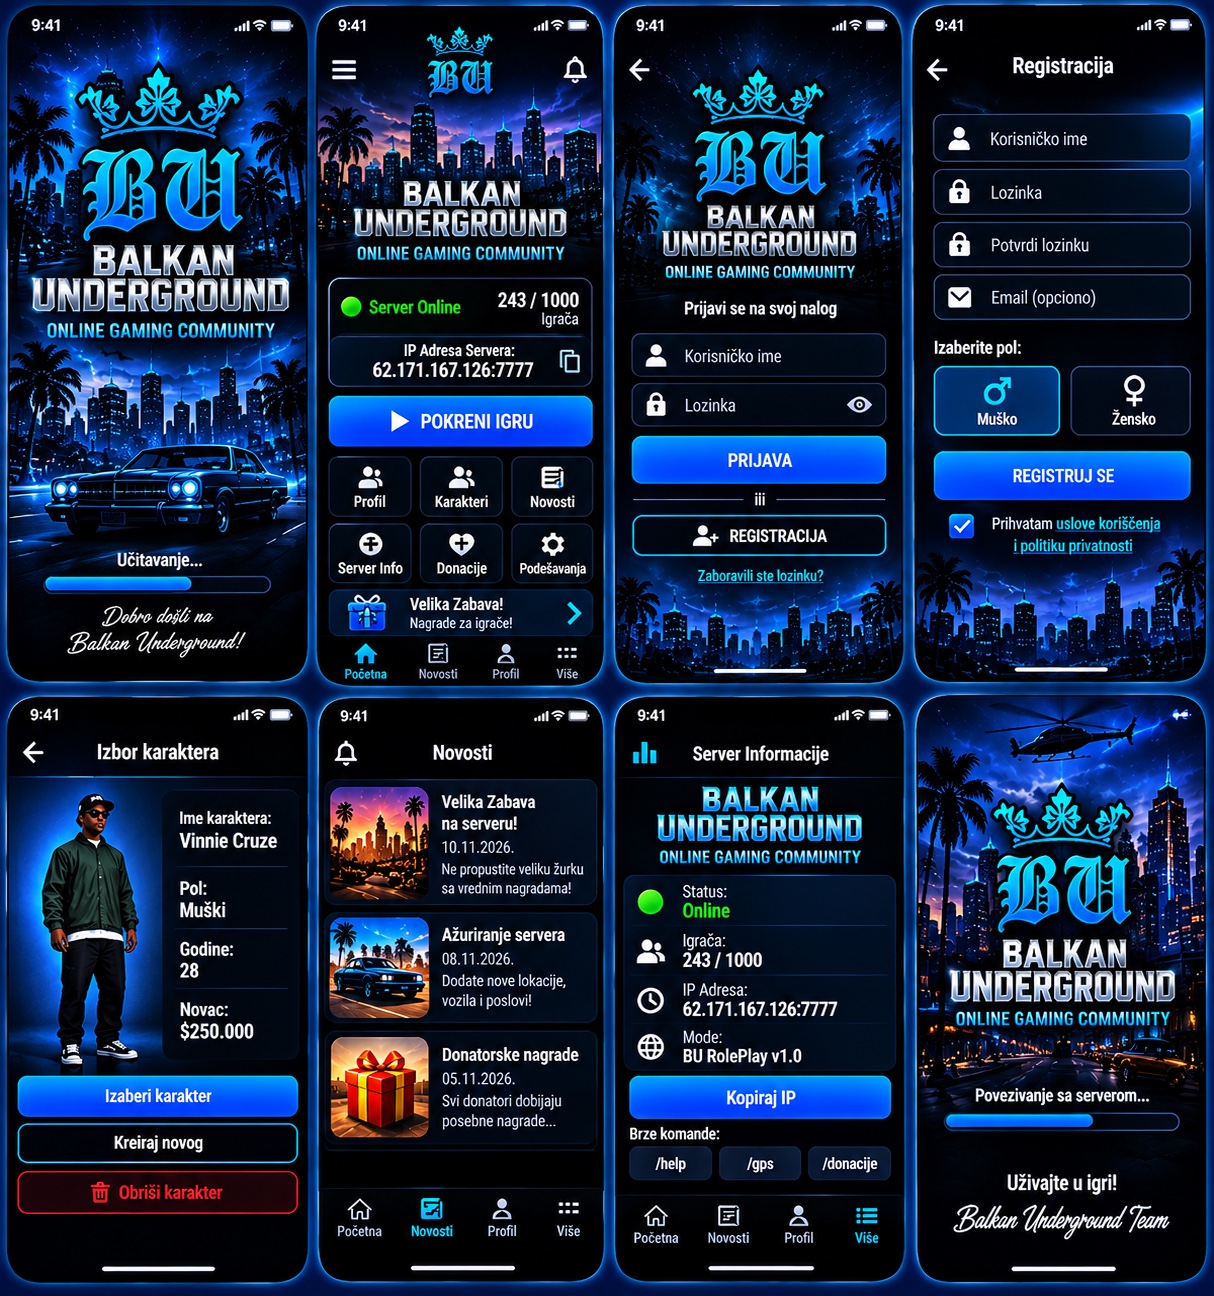 9:41
BU
BALKAN
UNDERGROUND
ONLINE GAMING COMMUNITY
Učitavanje...
Dobro došli na
Balkan Underground!
9:41
BU
BALKAN
UNDERGROUND
ONLINE GAMING COMMUNITY
Server Online
243 / 1000
Igrača
IP Adresa Servera:
62.171.167.126:7777
POKRENI IGRU
Profil
Karakteri
Novosti
Server Info
Donacije
Podešavanja
Velika Zabava!
Nagrade za igrače!
Početna
Novosti
Profil
Više
9:41
BU
BALKAN
UNDERGROUND
ONLINE GAMING COMMUNITY
Prijavi se na svoj nalog
Korisničko ime
Lozinka
PRIJAVA
iii
REGISTRACIJA
Zaboravili ste lozinku?
9:41
Registracija
Korisničko ime
Lozinka
Potvrdi lozinku
Email (opciono)
Izaberite pol:
Muško
Žensko
REGISTRUJ SE
Prihvatam uslove koriščenja
i politiku privatnosti
9:41
Izbor karaktera
Ime karaktera:
Vinnie Cruze
Pol:
Muški
Godine:
28
Novac:
$250.000
Izaberi karakter
Kreiraj novog
Obriši karakter
9:41
Novosti
Velika Zabava
na serveru!
10.11.2026.
Ne propustite veliku žurku
sa vrednim nagradama!
Ažuriranje servera
08.11.2026.
Dodate nove lokacije,
vozila i poslovi!
Donatorske nagrade
05.11.2026.
Svi donatori dobijaju
posebne nagrade...
Početna
Novosti
Profil
Više
9:41
Server Informacije
BALKAN
UNDERGROUND
ONLINE GAMING COMMUNITY
Status:
Online
Igrača:
243 / 1000
IP Adresa:
62.171.167.126:7777
Mode:
BU RolePlay v1.0
Kopiraj IP
Brze komande:
/help
/gps
/donacije
Početna
Novosti
Profil
Više
BU
BALKAN
UNDERGROUND
ONLINE GAMING COMMUNITY
Povezivanje sa serverom...
Uživajte u igri!
Balkan Underground Team